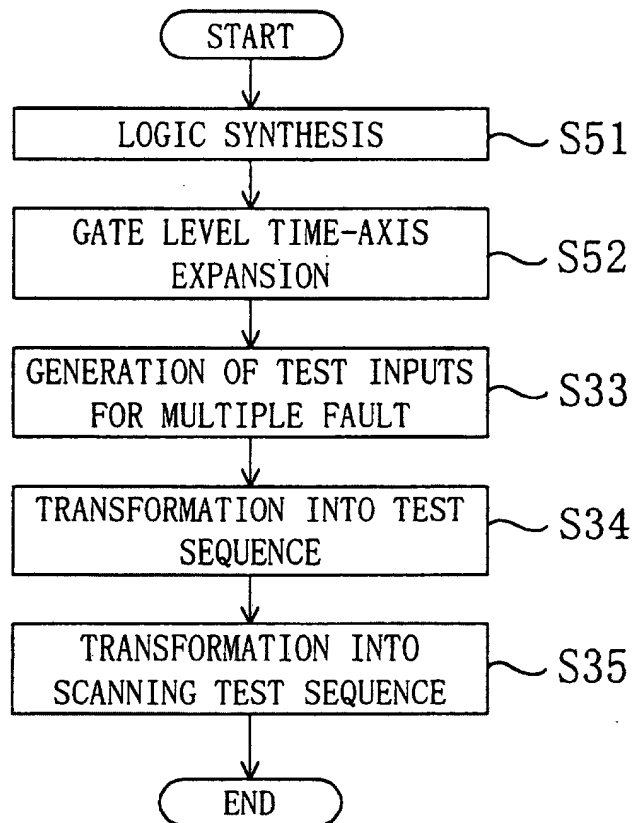 START
LOGIC SYNTHESIS
S51
GATE LEVEL TIME-AXIS
EXPANSION
S52
GENERATION OF TEST INPUTS
FOR MULTIPLE FAULT
S33
TRANSFORMATION INTO TEST
SEQUENCE
S34
TRANSFORMATION INTO
SCANNING TEST SEQUENCE
S35
END